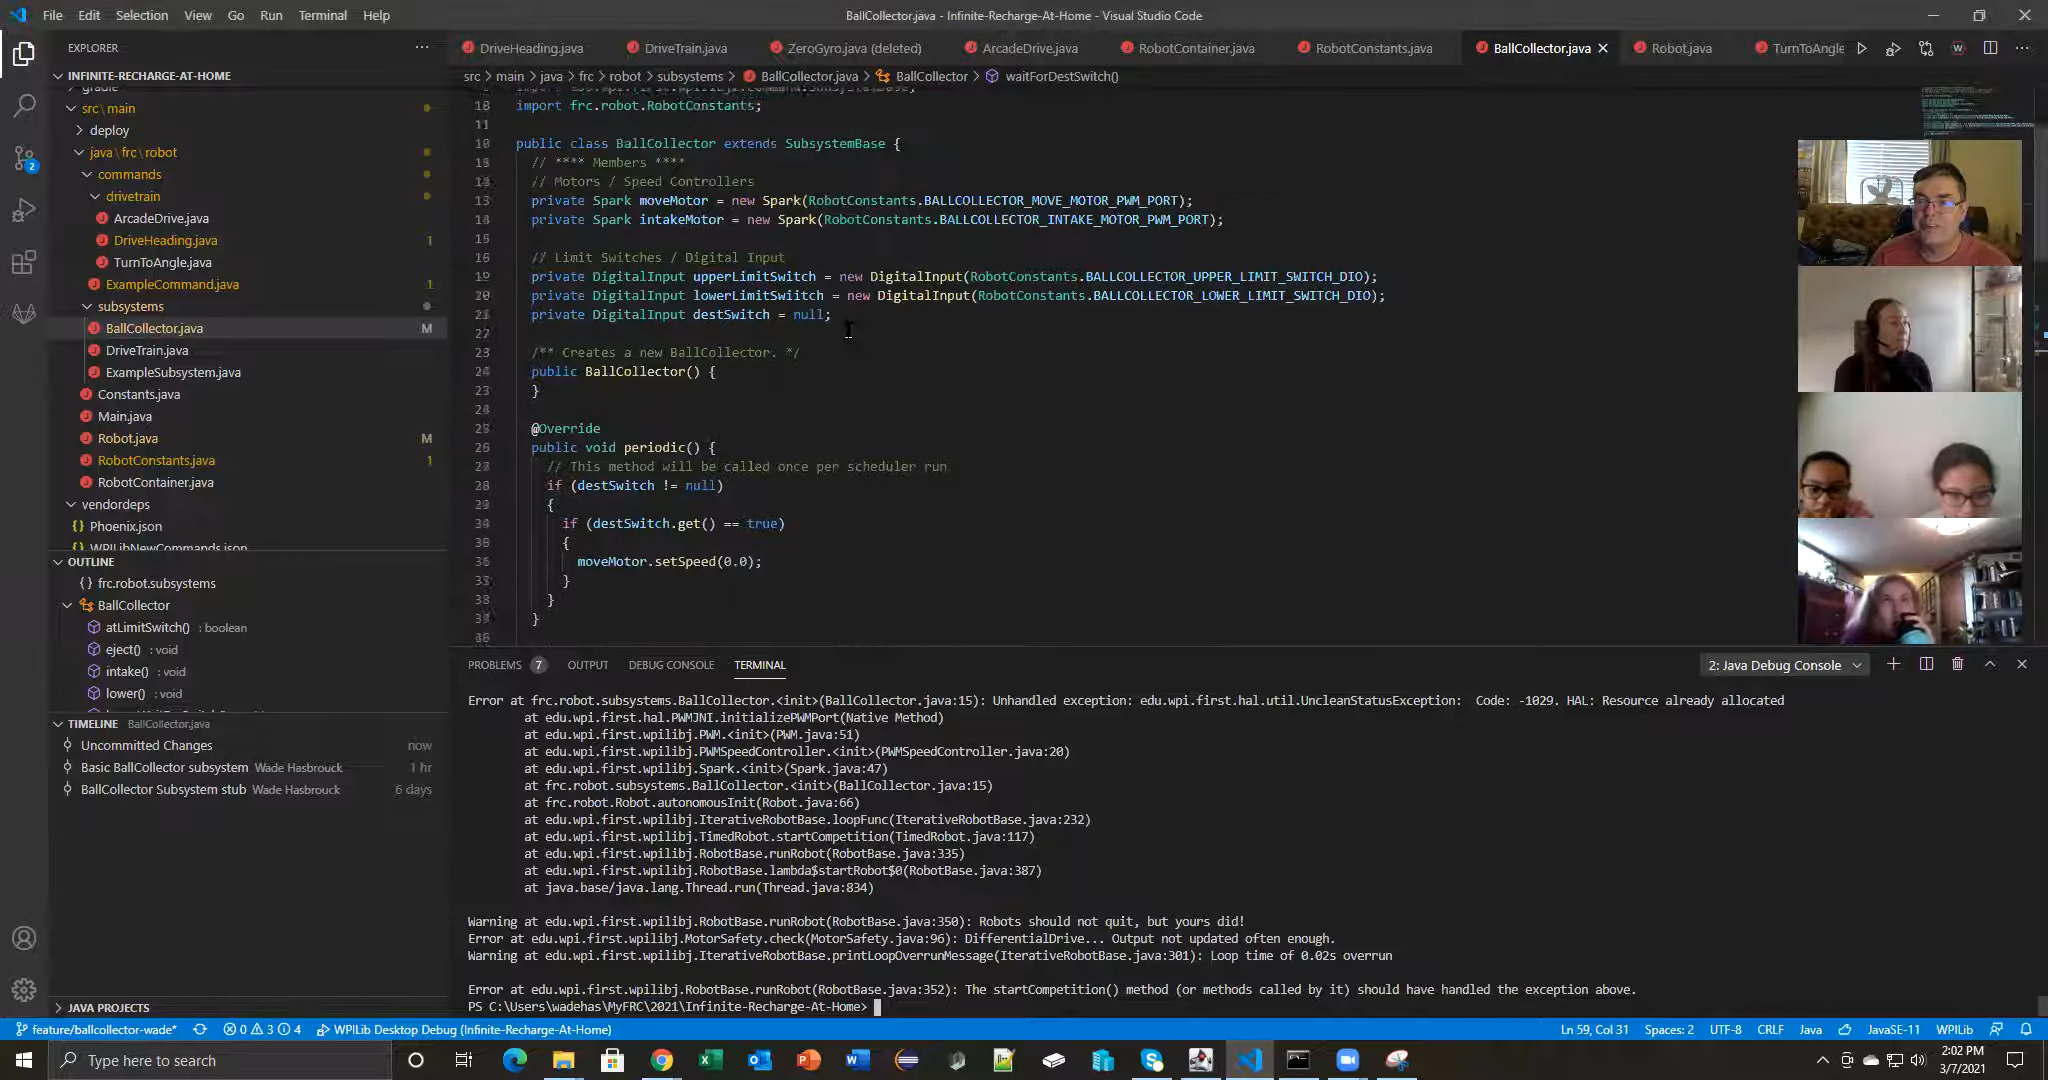 File Edit Selection View Go Run Terminal Help
BallCollector.java - Infinite-Recharge-At-Home - Visual Studio Code
EXPLORER
INFINITE-RECHARGE-AT-HOME
gradle
src\main
deploy
java\frc\robot
commands
drivetrain
ArcadeDrive.java
DriveHeading.java 1
TurnToAngle.java
ExampleCommand.java 1
subsystems
BallCollector.java M
DriveTrain.java
ExampleSubsystem.java
Constants.java
Main.java
Robot.java M
RobotConstants.java 1
RobotContainer.java
vendordeps
Phoenix.json
WPILibNewCommands.json
OUTLINE
{} frc.robot.subsystems
BallCollector
atLimitSwitch() : boolean
eject() : void
intake() : void
lower() : void
TIMELINE BallCollector.java
Uncommitted Changes now
Basic BallCollector subsystem Wade Hasbrouck 1 hr
BallCollector Subsystem stub Wade Hasbrouck 6 days
JAVA PROJECTS
DriveHeading.java DriveTrain.java ZeroGyro.java (deleted) ArcadeDrive.java RobotContainer.java RobotConstants.java BallCollector.java Robot.java TurnToAngle
src > main > java > frc > robot > subsystems > BallCollector.java > BallCollector > waitForDestSwitch()
import frc.robot.RobotConstants;
public class BallCollector extends SubsystemBase {
// **** Members ****
// Motors / Speed Controllers
private Spark moveMotor = new Spark(RobotConstants.BALLCOLLECTOR_MOVE_MOTOR_PWM_PORT);
private Spark intakeMotor = new Spark(RobotConstants.BALLCOLLECTOR_INTAKE_MOTOR_PWM_PORT);
// Limit Switches / Digital Input
private DigitalInput upperLimitSwitch = new DigitalInput(RobotConstants.BALLCOLLECTOR_UPPER_LIMIT_SWITCH_DIO);
private DigitalInput lowerLimitSwiitch = new DigitalInput(RobotConstants.BALLCOLLECTOR_LOWER_LIMIT_SWITCH_DIO);
private DigitalInput destSwitch = null;
/** Creates a new BallCollector. */
public BallCollector() {
}
@Override
public void periodic() {
// This method will be called once per scheduler run
if (destSwitch != null)
{
if (destSwitch.get() == true)
{
moveMotor.setSpeed(0.0);
}
}
}
PROBLEMS 7 OUTPUT DEBUG CONSOLE TERMINAL
2: Java Debug Console
Error at frc.robot.subsystems.BallCollector.<init>(BallCollector.java:15): Unhandled exception: edu.wpi.first.hal.util.UncleanStatusException: Code: -1029. HAL: Resource already allocated
at edu.wpi.first.hal.PWMJNI.initializePWMPort(Native Method)
at edu.wpi.first.wpilibj.PWM.<init>(PWM.java:51)
at edu.wpi.first.wpilibj.PWMSpeedController.<init>(PWMSpeedController.java:20)
at edu.wpi.first.wpilibj.Spark.<init>(Spark.java:47)
at frc.robot.subsystems.BallCollector.<init>(BallCollector.java:15)
at frc.robot.Robot.autonomousInit(Robot.java:66)
at edu.wpi.first.wpilibj.IterativeRobotBase.loopFunc(IterativeRobotBase.java:232)
at edu.wpi.first.wpilibj.TimedRobot.startCompetition(TimedRobot.java:117)
at edu.wpi.first.wpilibj.RobotBase.runRobot(RobotBase.java:335)
at edu.wpi.first.wpilibj.RobotBase.lambda$startRobot$0(RobotBase.java:387)
at java.base/java.lang.Thread.run(Thread.java:834)
Warning at edu.wpi.first.wpilibj.RobotBase.runRobot(RobotBase.java:350): Robots should not quit, but yours did!
Error at edu.wpi.first.wpilibj.MotorSafety.check(MotorSafety.java:96): DifferentialDrive... Output not updated often enough.
Warning at edu.wpi.first.wpilibj.IterativeRobotBase.printLoopOverrunMessage(IterativeRobotBase.java:301): Loop time of 0.02s overrun
Error at edu.wpi.first.wpilibj.RobotBase.runRobot(RobotBase.java:352): The startCompetition() method (or methods called by it) should have handled the exception above.
PS C:\Users\wadehas\MyFRC\2021\Infinite-Recharge-At-Home>
feature/ballcollector-wade* 0 3 4 WPILib Desktop Debug (Infinite-Recharge-At-Home) Ln 59, Col 31 Spaces: 2 UTF-8 CRLF Java JavaSE-11 WPILib
Type here to search
2:02 PM
3/7/2021